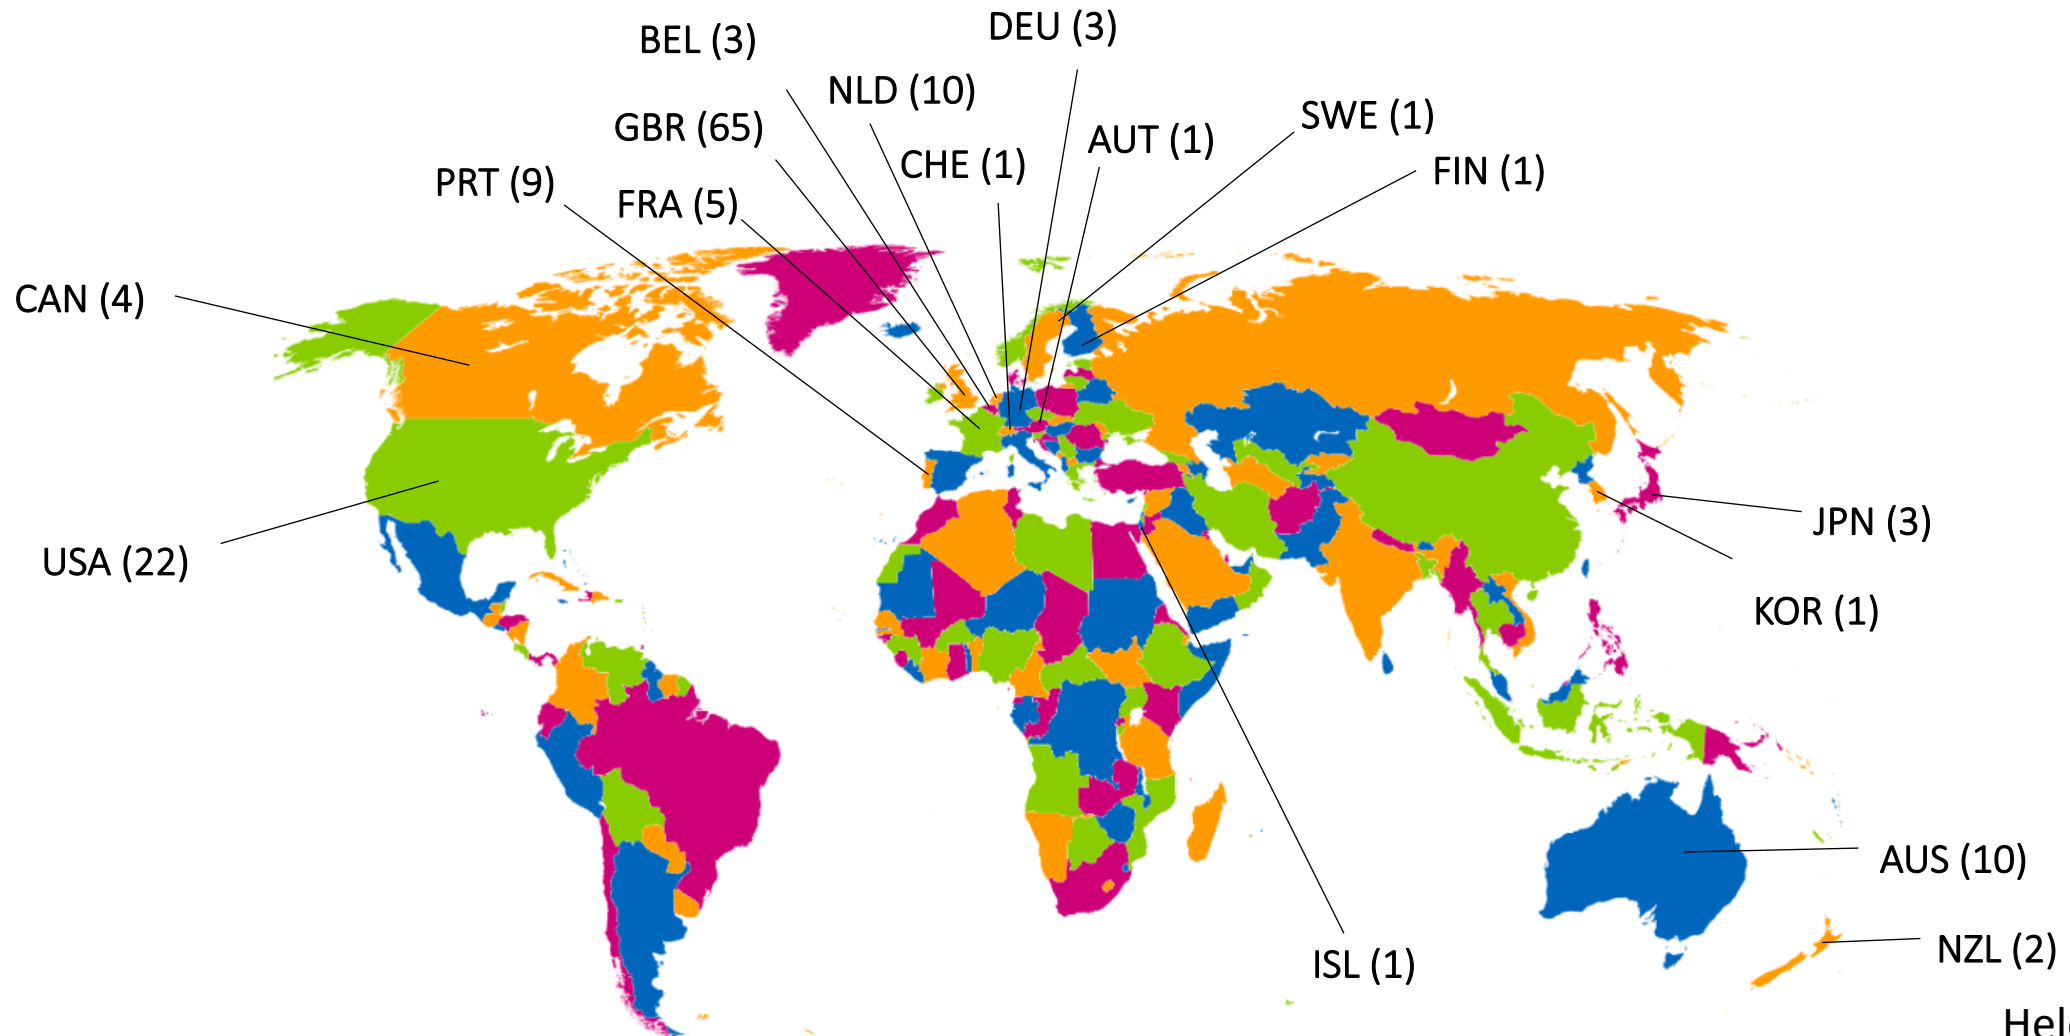 DEU (3)
BEL (3)
NLD (10)
SWE (1)
GBR (65)
AUT (1)
CHE (1)
FIN (1)
PRT (9)
FRA (5)
CAN (4)
JPN (3)
USA (22)
KOR (1)
AUS (10)
NZL (2)
ISL (1)